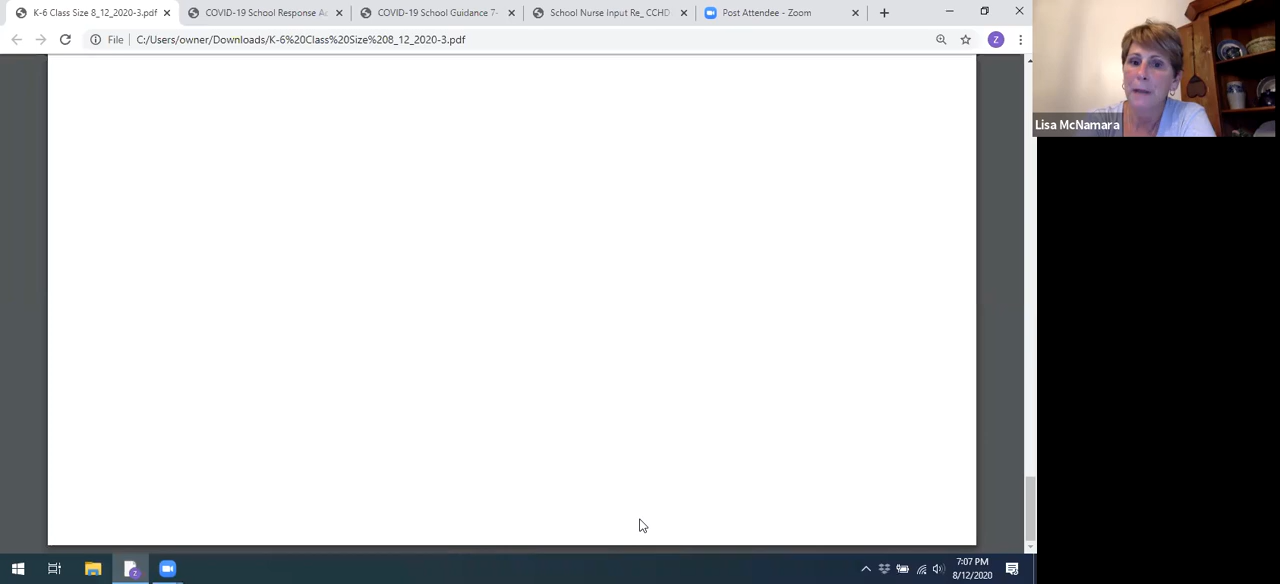 K-6 Class Size 8_12_2020-3.pdf
COVID-19 School Response Ac
COVID-19 School Guidance 7-
School Nurse Input Re_ CCHD
Post Attendee - Zoom
File
C:/Users/owner/Downloads/K-6%20Class%20Size%208_12_2020-3.pdf
Z
Lisa McNamara
7:07 PM
8/12/2020